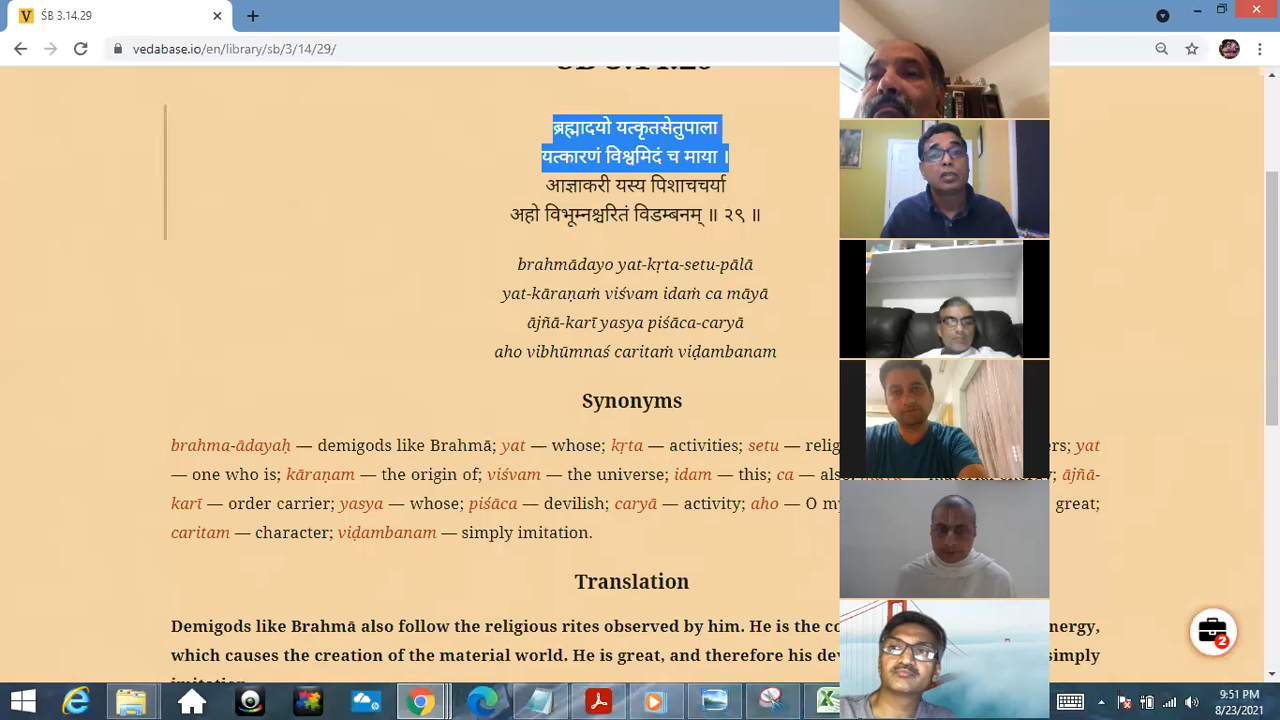 ŚB 3.14.29
vedabase.io/en/library/sb/3/14/29/
ब्रह्मादयो यत्कृतसेतुपाला
यत्कारणं विश्वमिदं च माया ।
आज्ञाकरी यस्य पिशाचचर्या
अहो विभूम्नश्चरितं विडम्बनम् ॥ २९ ॥
brahmādayo yat-kṛta-setu-pālā
yat-kāraṇaṁ viśvam idaṁ ca māyā
ājñā-karī yasya piśāca-caryā
aho vibhūmnaś caritaṁ viḍambanam
Synonyms
brahma-ādayaḥ — demigods like Brahmā; yat — whose; kṛta — activities; setu — ; yat
— one who is; kāraṇam — the origin of; viśvam — the universe; idam — this; ca — ; ājñā-
karī — order carrier; yasya — whose; piśāca — devilish; caryā — activity; aho — O great;
caritam — character; viḍambanam — simply imitation.
Translation
Demigods like Brahmā also follow the religious rites observed by him. He is the
which causes the creation of the material world. He is great, and therefore his simply
2
9:51 PM
8/23/2021